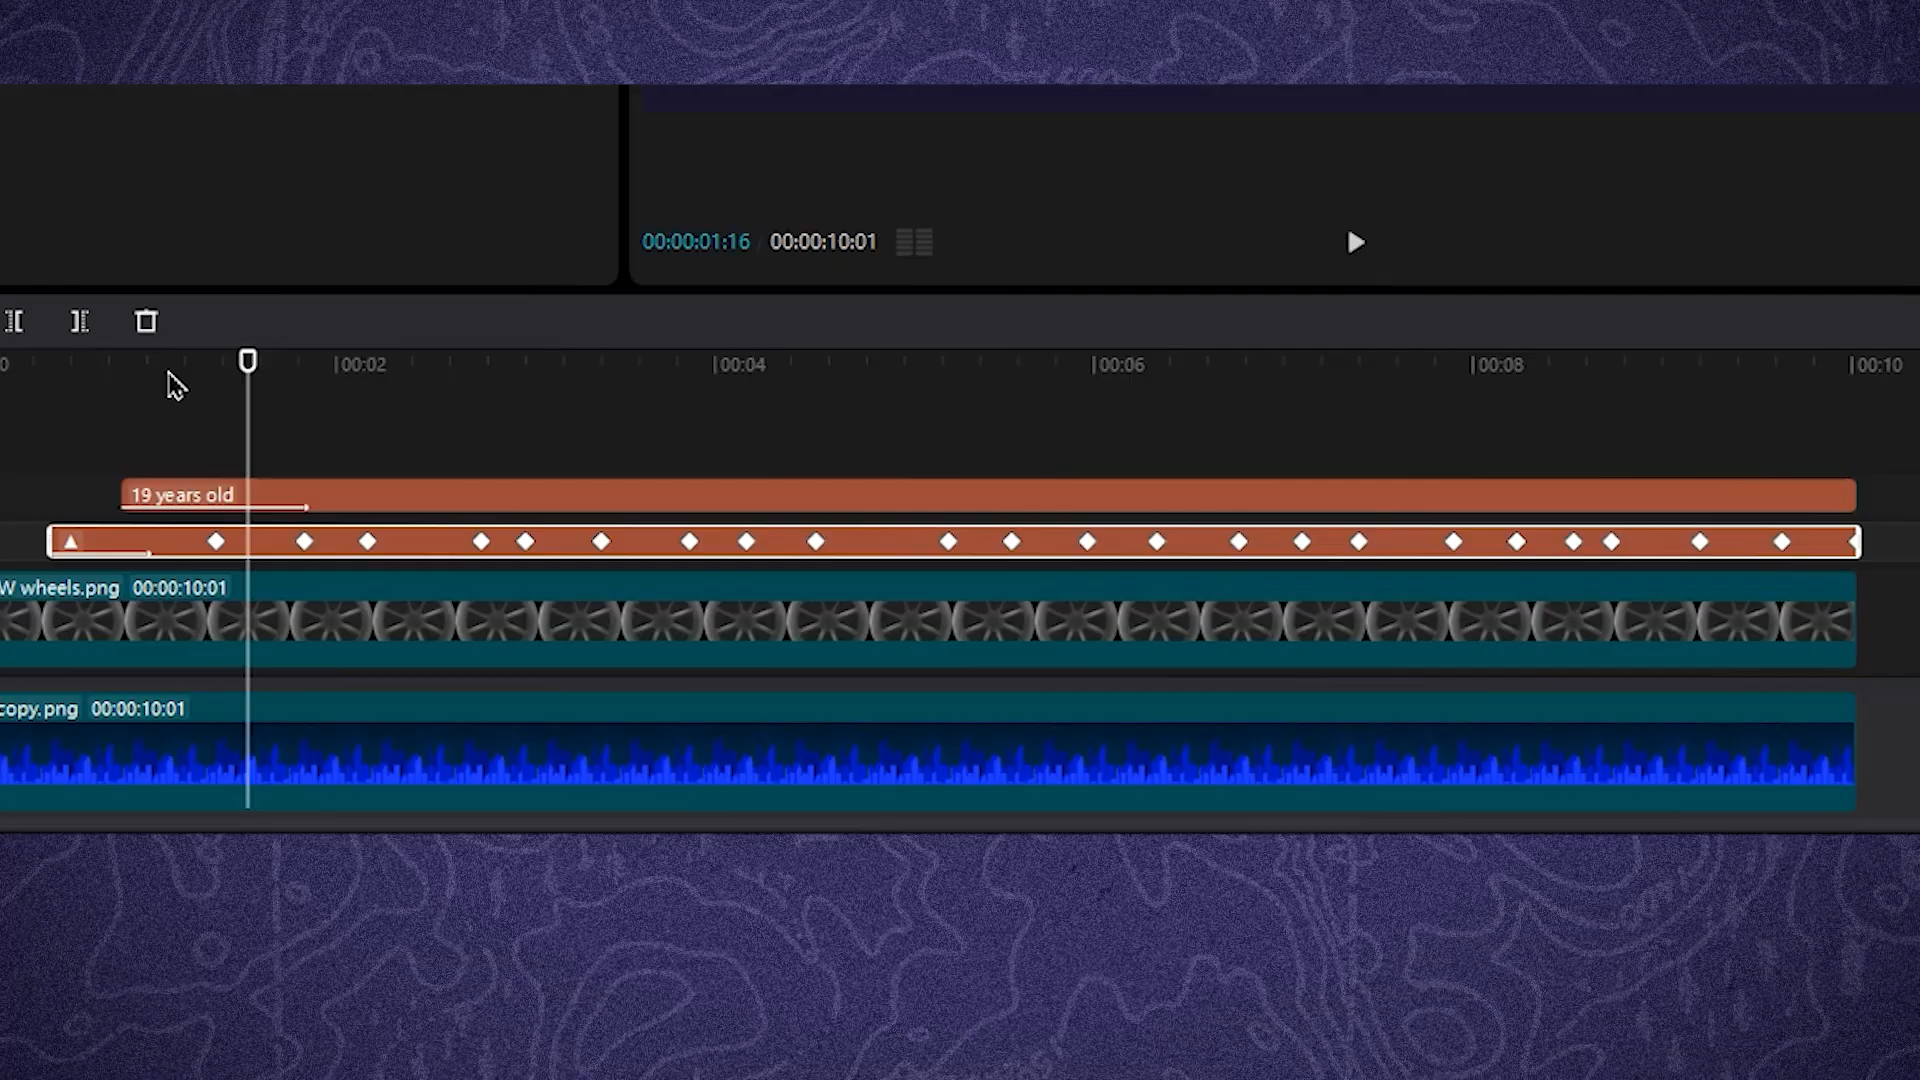 00:00:01:16 00:00:10:01
0 00:02 00:04 00:06 00:08 00:10
19 years old
W wheels.png 00:00:10:01
copy.png 00:00:10:01